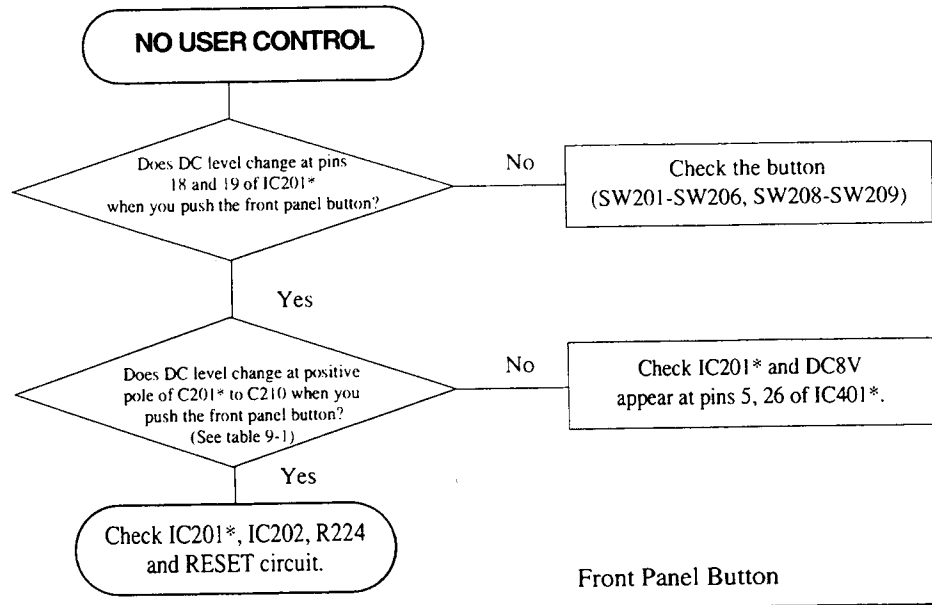 NO USER CONTROL
Does DC level change at pins
18 and 19 of IC201*
when you push the front panel button?
No
Check the button
(SW201-SW206, SW208-SW209)
Yes
Does DC level change at positive
pole of C201* to C210 when you
push the front panel button?
(See table 9-1)
No
Check IC201* and DC8V
appear at pins 5, 26 of IC401*.
Yes
Check IC201*, IC202, R224
and RESET circuit.
Front Panel Button